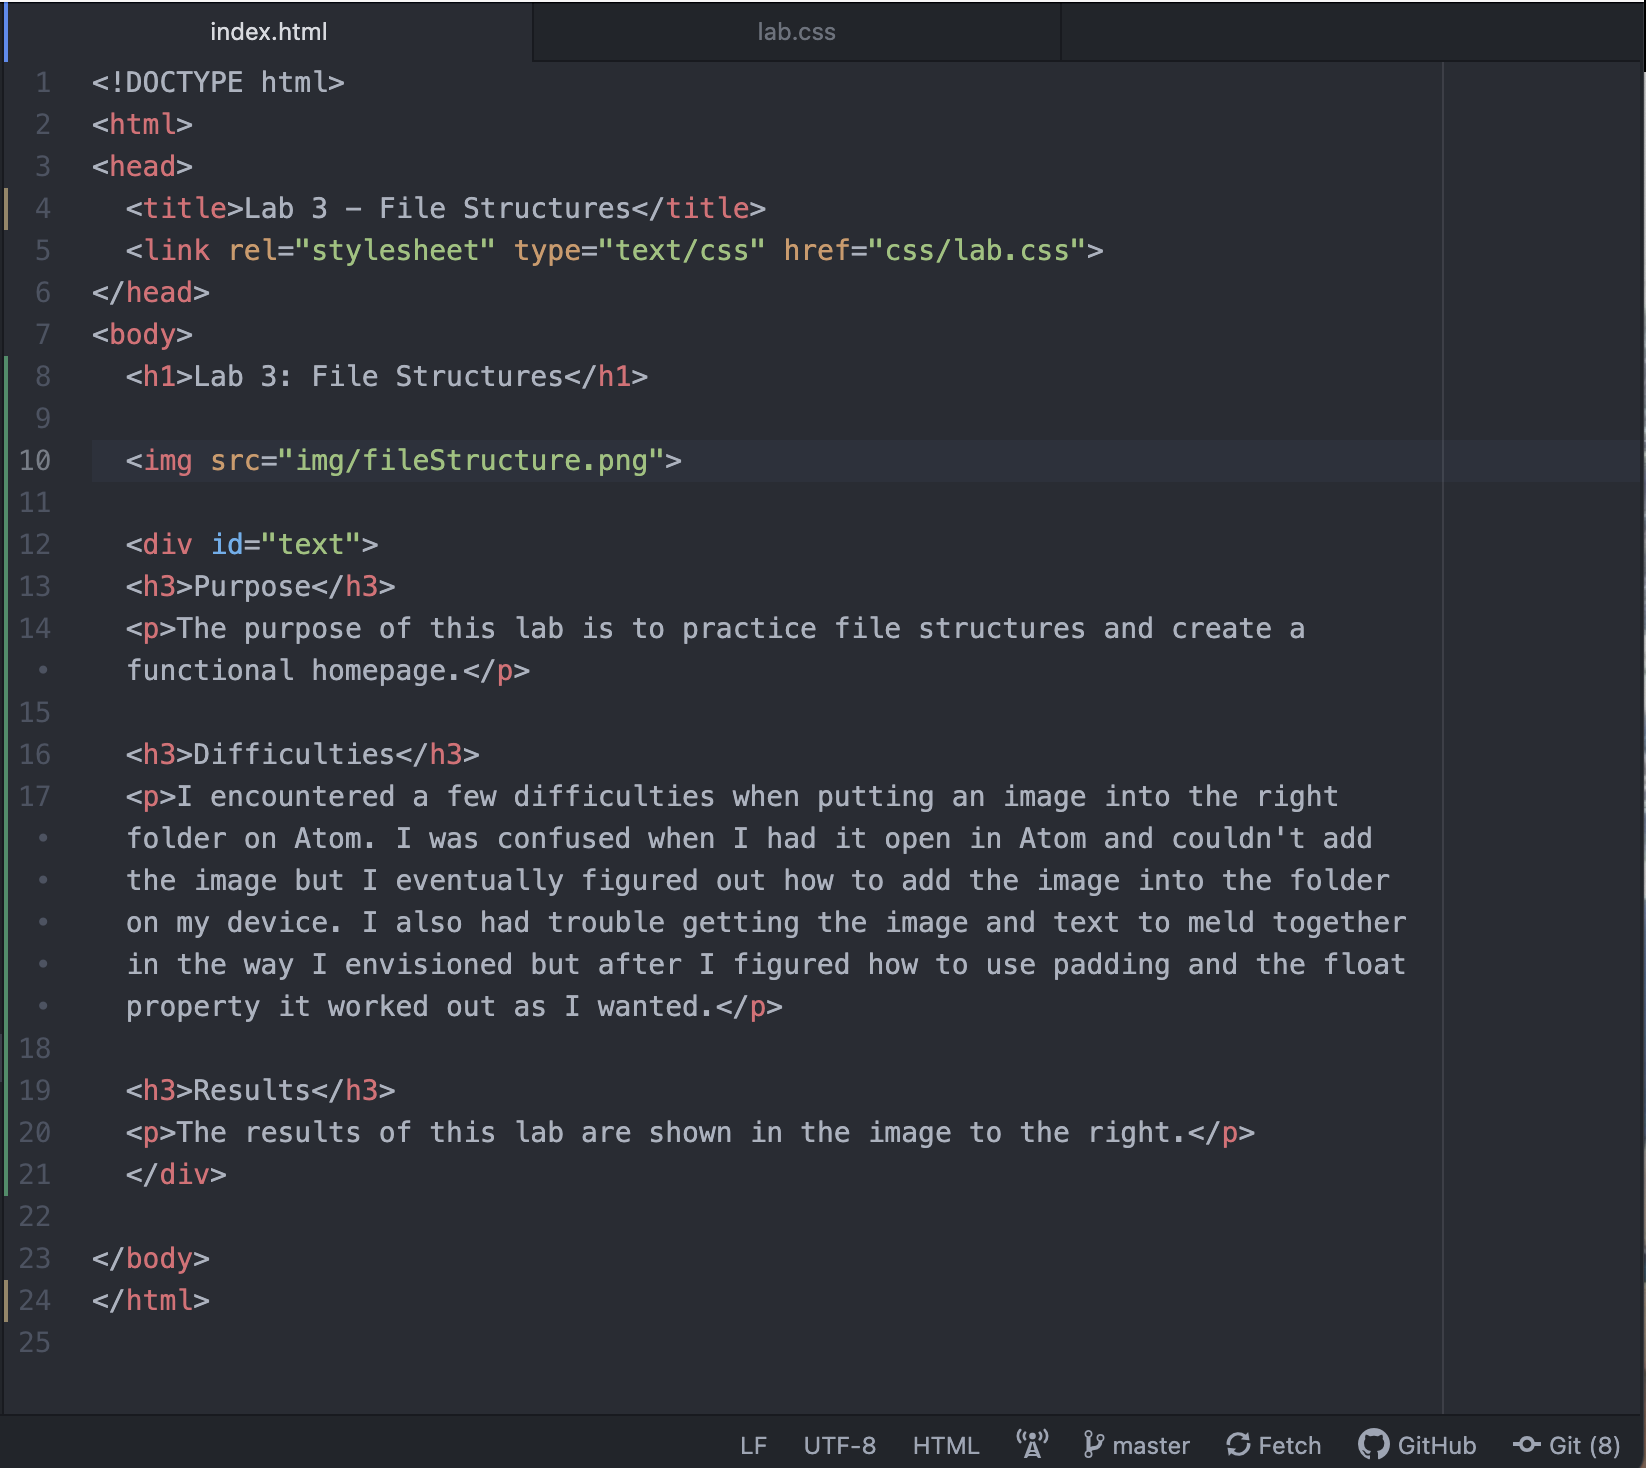 index.html lab.css
1 <!DOCTYPE html>
2 <html>
3 <head>
4 <title>Lab 3 – File Structures</title>
5 <link rel="stylesheet" type="text/css" href="css/lab.css">
6 </head>
7 <body>
8 <h1>Lab 3: File Structures</h1>
9
10 <img src="img/fileStructure.png">
11
12 <div id="text">
13 <h3>Purpose</h3>
14 <p>The purpose of this lab is to practice file structures and create a
• functional homepage.</p>
15
16 <h3>Difficulties</h3>
17 <p>I encountered a few difficulties when putting an image into the right
• folder on Atom. I was confused when I had it open in Atom and couldn't add
• the image but I eventually figured out how to add the image into the folder
• on my device. I also had trouble getting the image and text to meld together
• in the way I envisioned but after I figured how to use padding and the float
• property it worked out as I wanted.</p>
18
19 <h3>Results</h3>
20 <p>The results of this lab are shown in the image to the right.</p>
21 </div>
22
23 </body>
24 </html>
25
LF UTF-8 HTML master Fetch GitHub Git (8)